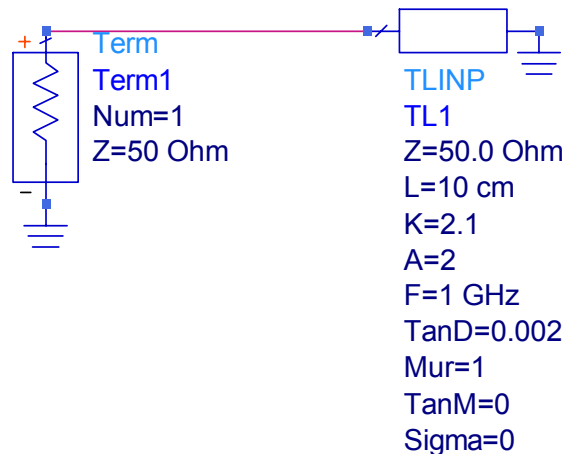 +
Term
Term1
Num=1
Z=50 Ohm
−
TLINP
TL1
Z=50.0 Ohm
L=10 cm
K=2.1
A=2
F=1 GHz
TanD=0.002
Mur=1
TanM=0
Sigma=0